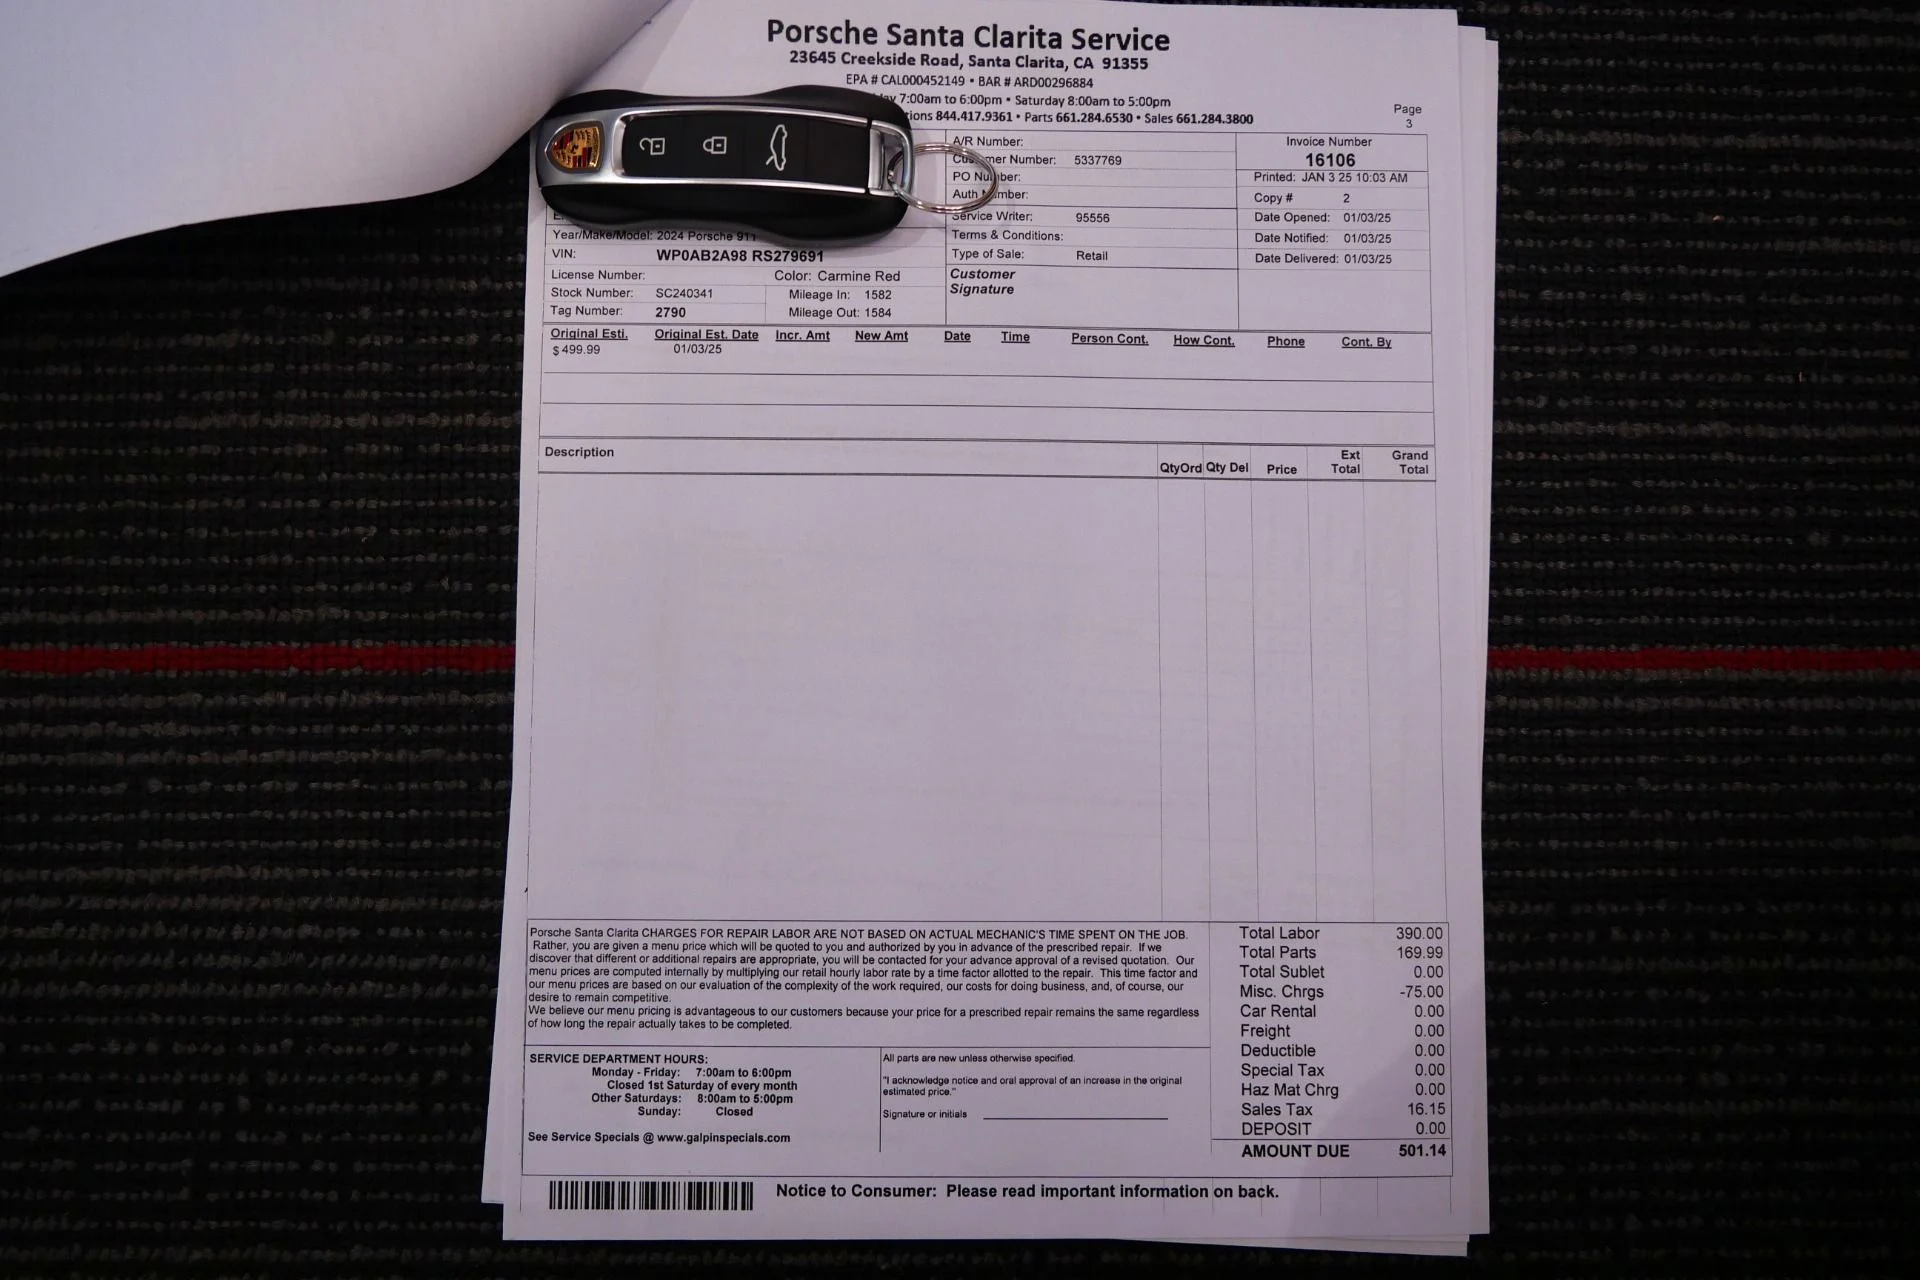 Porsche Santa Clarita Service
23645 Creekside Road, Santa Clarita, CA 91355
EPA # CAL000452149 • BAR # ARD00296884
7:00am to 6:00pm • Saturday 8:00am to 5:00pm
844.417.9361 • Parts 661.284.6530 • Sales 661.284.3800
Page
3
A/R Number:
Customer Number: 5337769
PO Number:
Auth Number:
Service Writer: 95556
Terms & Conditions:
Type of Sale: Retail
Customer
Signature
Invoice Number
16106
Printed: JAN 3 25 10:03 AM
Copy # 2
Date Opened: 01/03/25
Date Notified: 01/03/25
Date Delivered: 01/03/25
Year/Make/Model: 2024 Porsche 911
VIN: WP0AB2A98 RS279691
License Number: Color: Carmine Red
Stock Number: SC240341 Mileage In: 1582
Tag Number: 2790 Mileage Out: 1584
Original Esti. Original Est. Date Incr. Amt New Amt Date Time Person Cont. How Cont. Phone Cont. By
$ 499.99 01/03/25
Description QtyOrd Qty Del Price Ext Total Grand Total
Porsche Santa Clarita CHARGES FOR REPAIR LABOR ARE NOT BASED ON ACTUAL MECHANIC'S TIME SPENT ON THE JOB.
Rather, you are given a menu price which will be quoted to you and authorized by you in advance of the prescribed repair. If we
discover that different or additional repairs are appropriate, you will be contacted for your advance approval of a revised quotation. Our
menu prices are computed internally by multiplying our retail hourly labor rate by a time factor allotted to the repair. This time factor and
our menu prices are based on our evaluation of the complexity of the work required, our costs for doing business, and, of course, our
desire to remain competitive.
We believe our menu pricing is advantageous to our customers because your price for a prescribed repair remains the same regardless
of how long the repair actually takes to be completed.
SERVICE DEPARTMENT HOURS:
Monday - Friday: 7:00am to 6:00pm
Closed 1st Saturday of every month
Other Saturdays: 8:00am to 5:00pm
Sunday: Closed
See Service Specials @ www.galpinspecials.com
All parts are new unless otherwise specified.
"I acknowledge notice and oral approval of an increase in the original
estimated price."
Signature or initials
Total Labor 390.00
Total Parts 169.99
Total Sublet 0.00
Misc. Chrgs -75.00
Car Rental 0.00
Freight 0.00
Deductible 0.00
Special Tax 0.00
Haz Mat Chrg 0.00
Sales Tax 16.15
DEPOSIT 0.00
AMOUNT DUE 501.14
Notice to Consumer: Please read important information on back.